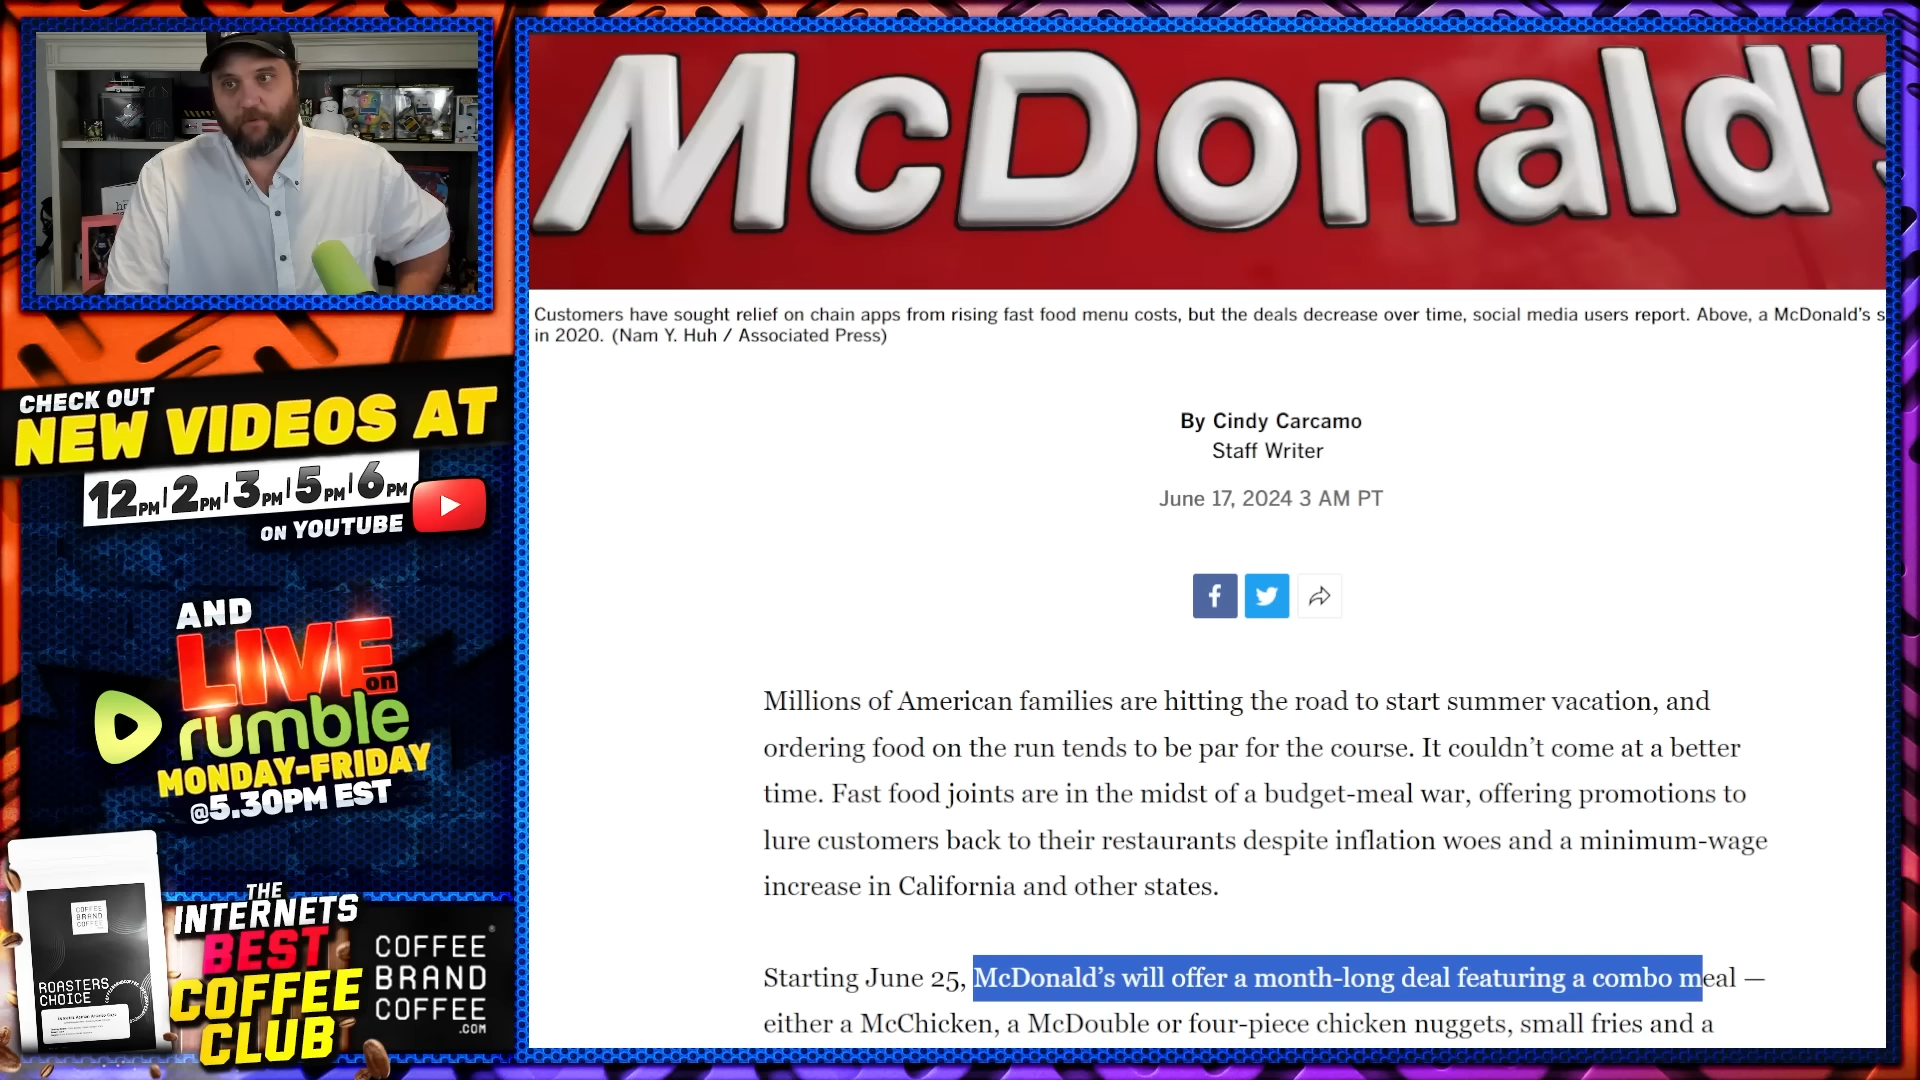 McDonald's
Customers have sought relief on chain apps from rising fast food menu costs, but the deals decrease over time, social media users report. Above, a McDonald's s
in 2020. (Nam Y. Huh / Associated Press)
By Cindy Carcamo
Staff Writer
June 17, 2024 3 AM PT
Millions of American families are hitting the road to start summer vacation, and
ordering food on the run tends to be par for the course. It couldn't come at a better
time. Fast food joints are in the midst of a budget-meal war, offering promotions to
lure customers back to their restaurants despite inflation woes and a minimum-wage
increase in California and other states.
Starting June 25, McDonald's will offer a month-long deal featuring a combo meal —
either a McChicken, a McDouble or four-piece chicken nuggets, small fries and a
CHECK OUT
NEW VIDEOS AT
12PM | 2PM | 3PM | 5PM | 6PM
ON YOUTUBE
AND
LIVE
on
rumble
MONDAY-FRIDAY
@5.30PM EST
THE
INTERNETS
BEST
COFFEE
CLUB
COFFEE
BRAND
COFFEE
.COM
COFFEE
BRAND
COFFEE
ROASTERS
CHOICE